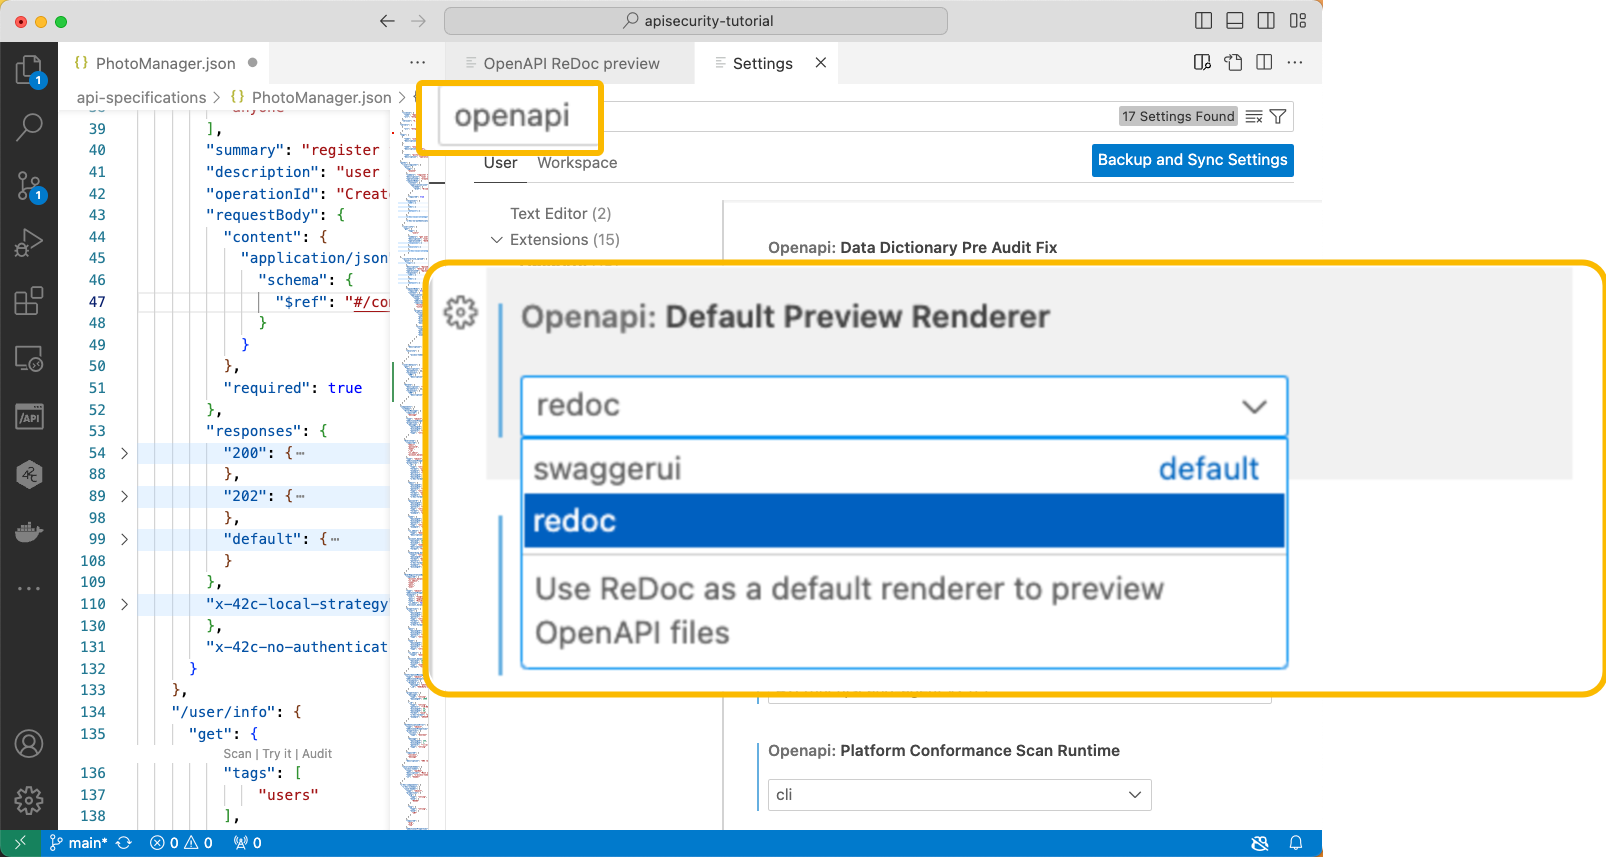 apisecurity-tutorial
{} PhotoManager.json
OpenAPI ReDoc preview
Settings
api-specifications > {} PhotoManager.json >
openapi
17 Settings Found
User
Workspace
Backup and Sync Settings
Text Editor (2)
Extensions (15)
Openapi: Data Dictionary Pre Audit Fix
Openapi: Default Preview Renderer
redoc
swaggerui default
redoc
Use ReDoc as a default renderer to preview
OpenAPI files
Openapi: Platform Conformance Scan Runtime
cli
1
1
/API
39 ],
40 "summary": "register
41 "description": "user
42 "operationId": "Creat
43 "requestBody": {
44 "content": {
45 "application/json
46 "schema": {
47 "$ref": "#/co
48 }
49 }
50 },
51 "required": true
52 },
53 "responses": {
54 "200": {⋯
88 },
89 "202": {⋯
98 },
99 "default": {⋯
108 }
109 },
110 "x-42c-local-strategy
130 },
131 "x-42c-no-authenticat
132 }
133 },
134 "/user/info": {
135 "get": {
Scan | Try it | Audit
136 "tags": [
137 "users"
138 ],
main* 0 0 0